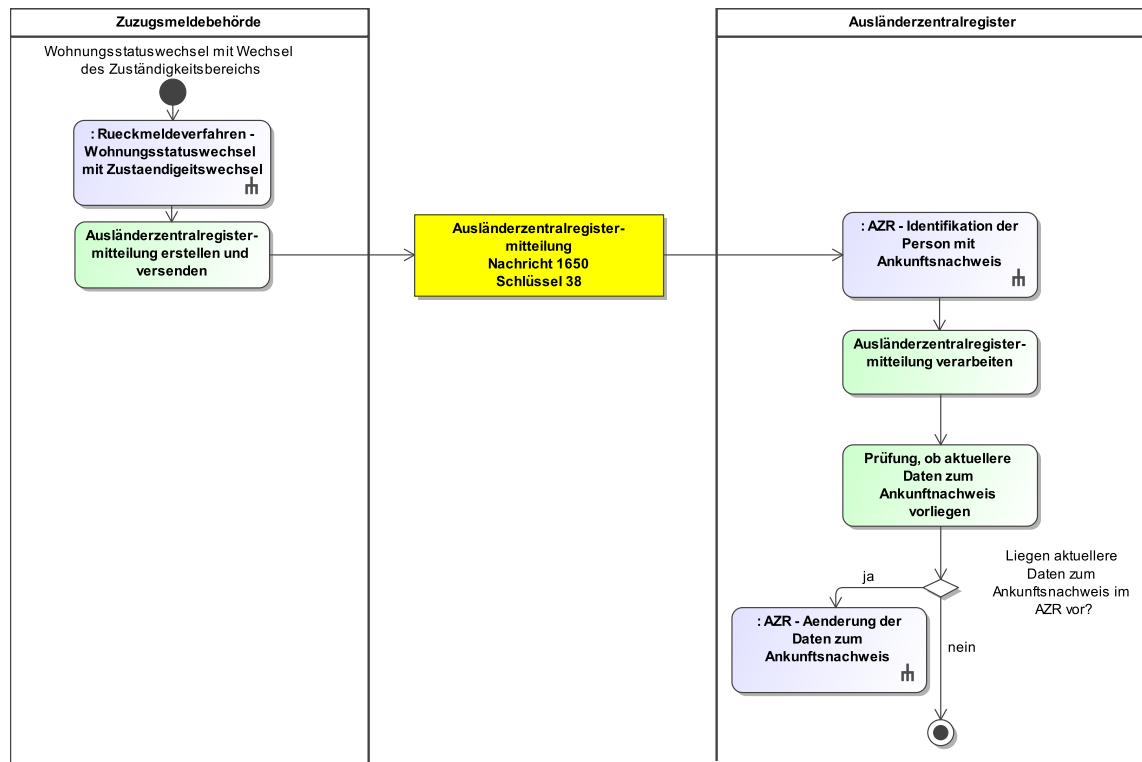 Zuzugsmeldebehörde
Wohnungsstatuswechsel mit Wechsel
des Zuständigkeitsbereichs
: Rueckmeldeverfahren -
Wohnungsstatuswechsel
mit Zustaendigeitswechsel
Ausländerzentralregister-
mitteilung erstellen und
versenden
Ausländerzentralregister-
mitteilung
Nachricht 1650
Schlüssel 38
Ausländerzentralregister
: AZR - Identifikation der
Person mit
Ankunftsnachweis
Ausländerzentralregister-
mitteilung verarbeiten
Prüfung, ob aktuellere
Daten zum
Ankunftnachweis
vorliegen
Liegen aktuellere
Daten zum
Ankunftsnachweis im
AZR vor?
ja
: AZR - Aenderung der
Daten zum
Ankunftsnachweis
nein